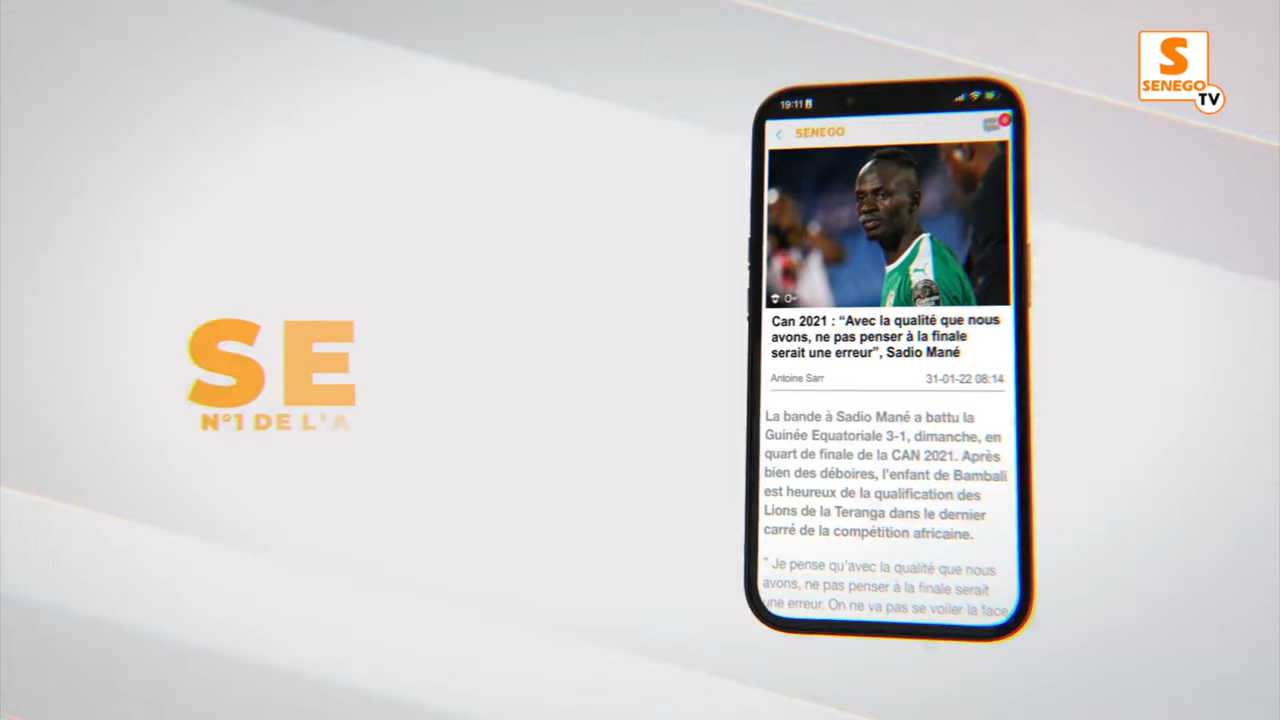 S
SENEGO
TV
SE
N°1 DE L'A
19:11
SENEGO
Can 2021 : “Avec la qualité que nous
avons, ne pas penser à la finale
serait une erreur”, Sadio Mané
Antoine Sarr 31-01-22 08:14
La bande à Sadio Mané a battu la
Guinée Equatoriale 3-1, dimanche, en
quart de finale de la CAN 2021. Après
bien des déboires, l'enfant de Bambali
est heureux de la qualification des
Lions de la Teranga dans le dernier
carré de la compétition africaine.
" Je pense qu'avec la qualité que nous
avons, ne pas penser à la finale serait
une erreur. On ne va pas se voiler la face